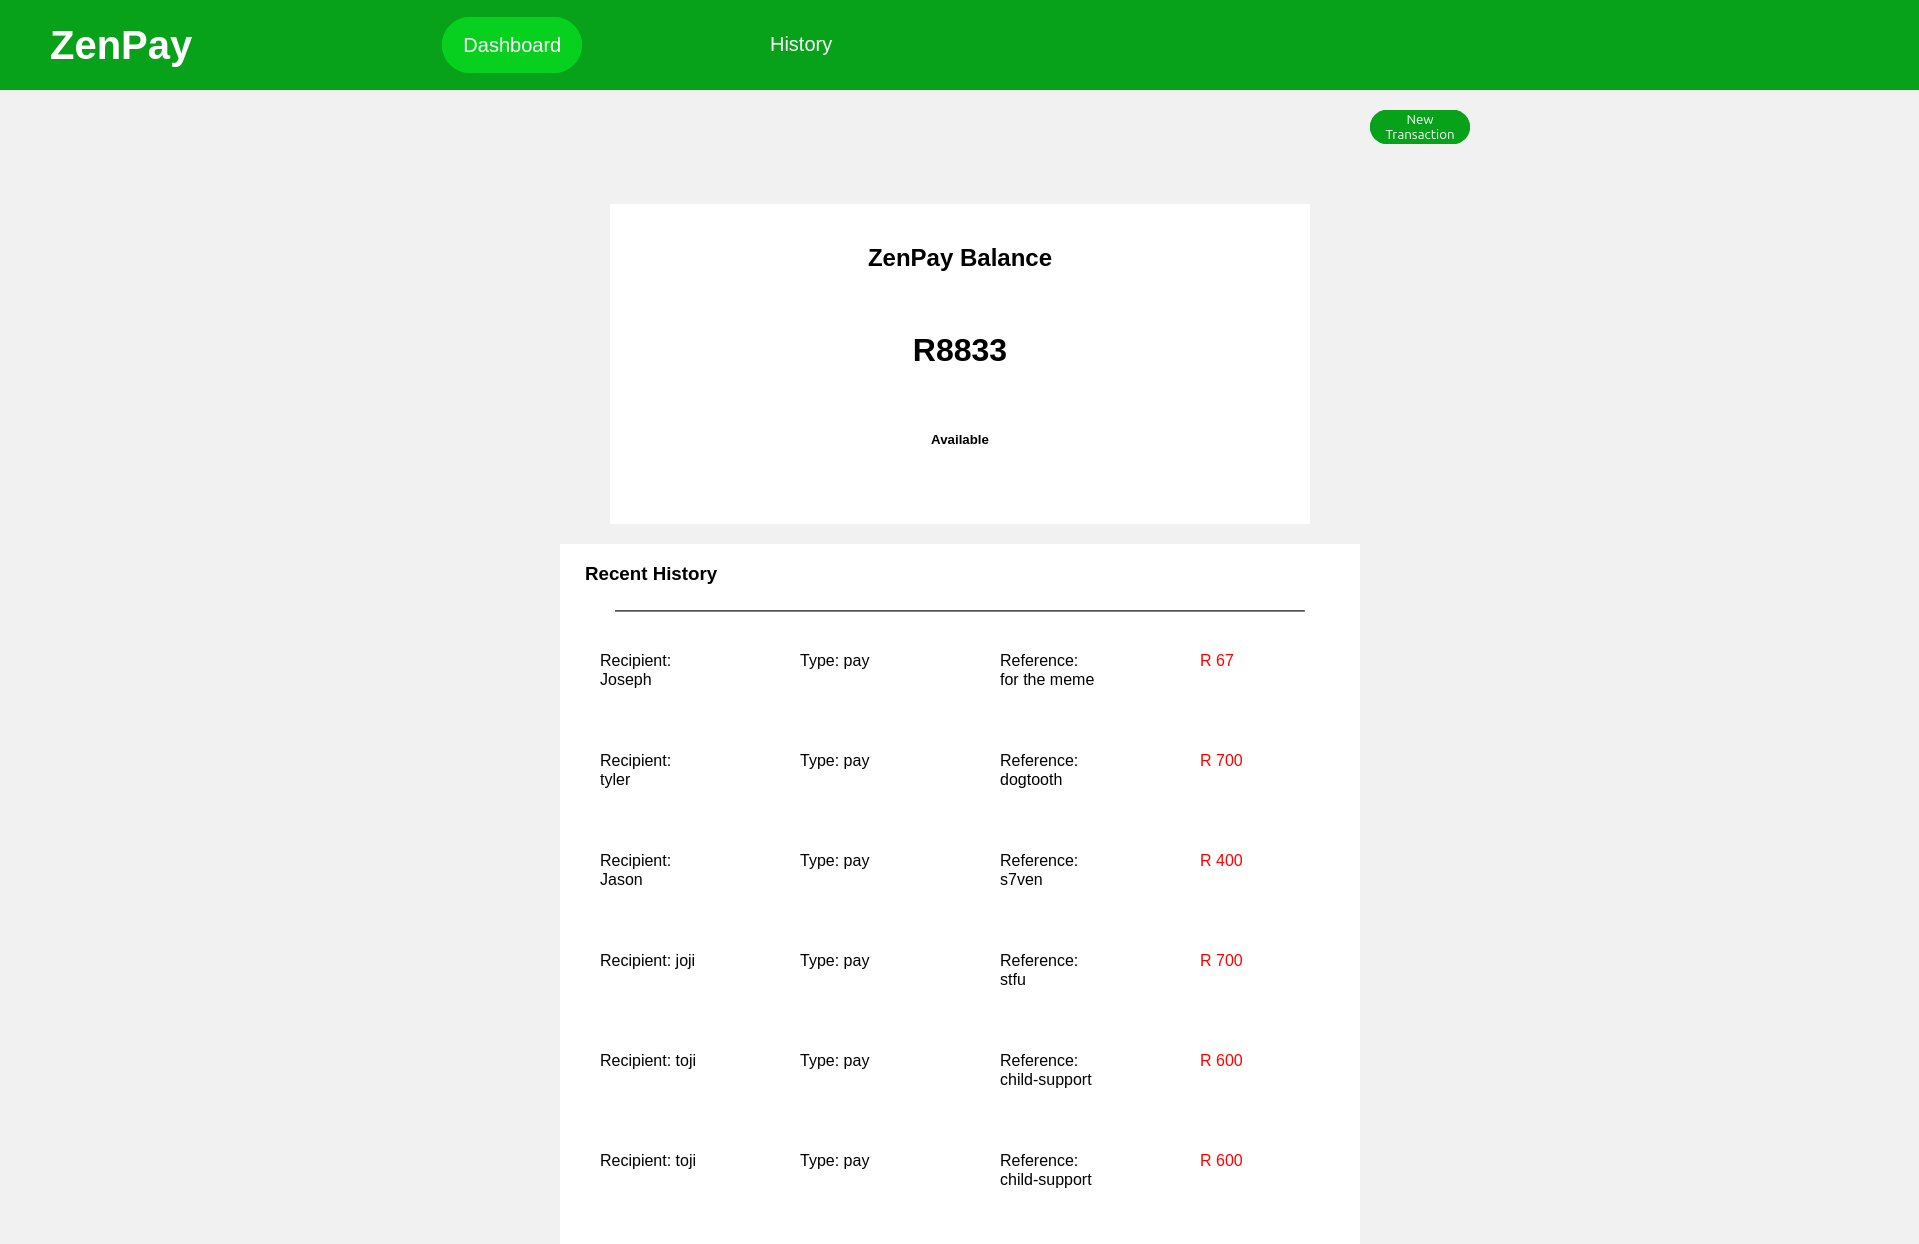 ZenPay
Dashboard
History
New
Transaction
ZenPay Balance
R8833
Available
Recent History
Recipient: Type: pay Reference: R 67
Joseph for the meme
Recipient: Type: pay Reference: R 700
tyler dogtooth
Recipient: Type: pay Reference: R 400
Jason s7ven
Recipient: joji Type: pay Reference: R 700
stfu
Recipient: toji Type: pay Reference: R 600
child-support
Recipient: toji Type: pay Reference: R 600
child-support